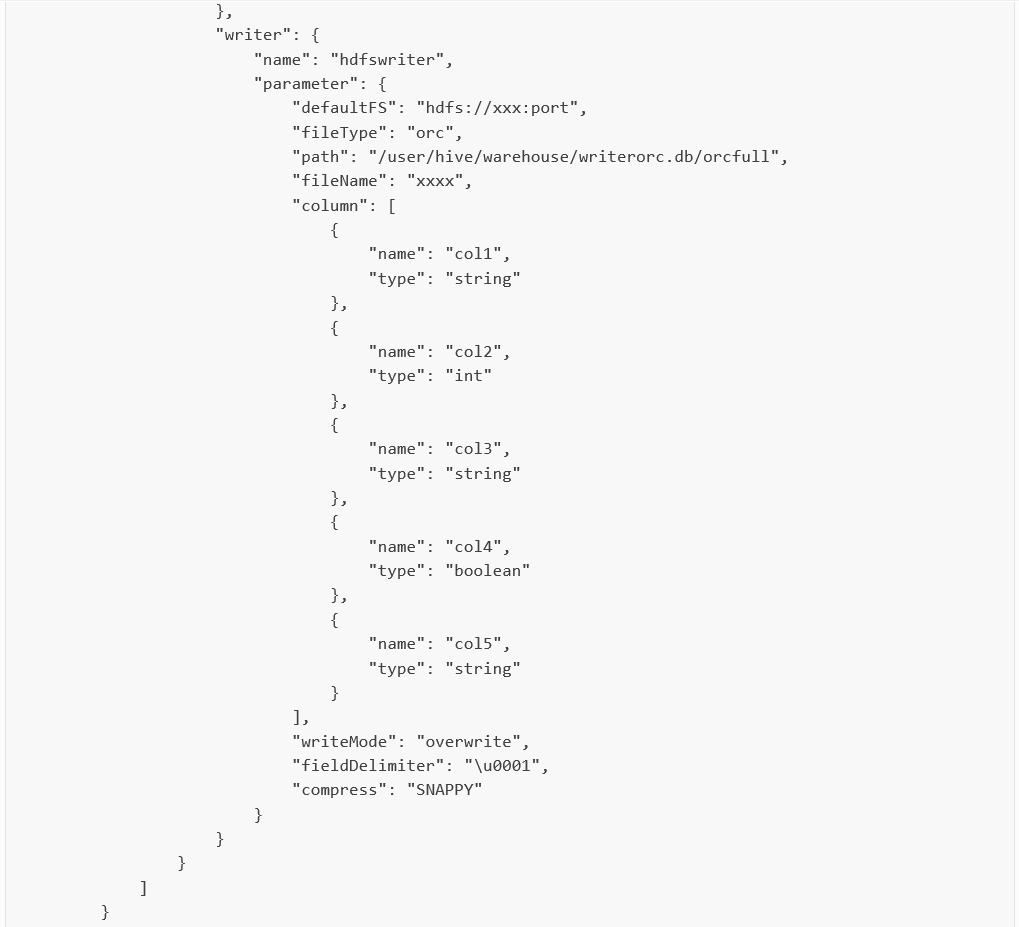 },
"writer": {
"name": "hdfswriter",
"parameter": {
"defaultFS": "hdfs://xxx:port",
"fileType": "orc",
"path": "/user/hive/warehouse/writerorc.db/orcfull",
"fileName": "xxxx",
"column": [
{
"name": "col1",
"type": "string"
},
{
"name": "col2",
"type": "int"
},
{
"name": "col3",
"type": "string"
},
{
"name": "col4",
"type": "boolean"
},
{
"name": "col5",
"type": "string"
}
],
"writeMode": "overwrite",
"fieldDelimiter": "\u0001",
"compress": "SNAPPY"
}
}
}
]
}